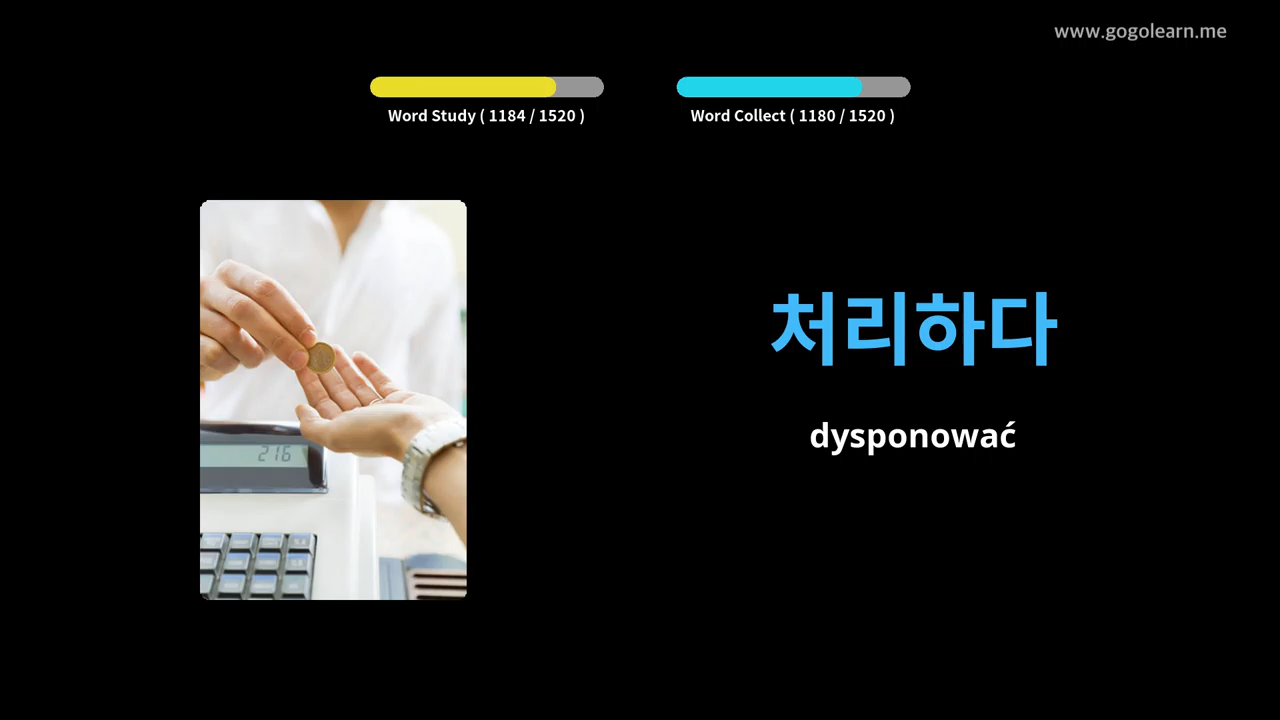 www.gogolearn.me
Word Study ( 1184 / 1520 )
Word Collect ( 1180 / 1520 )
처리하다
dysponować
216